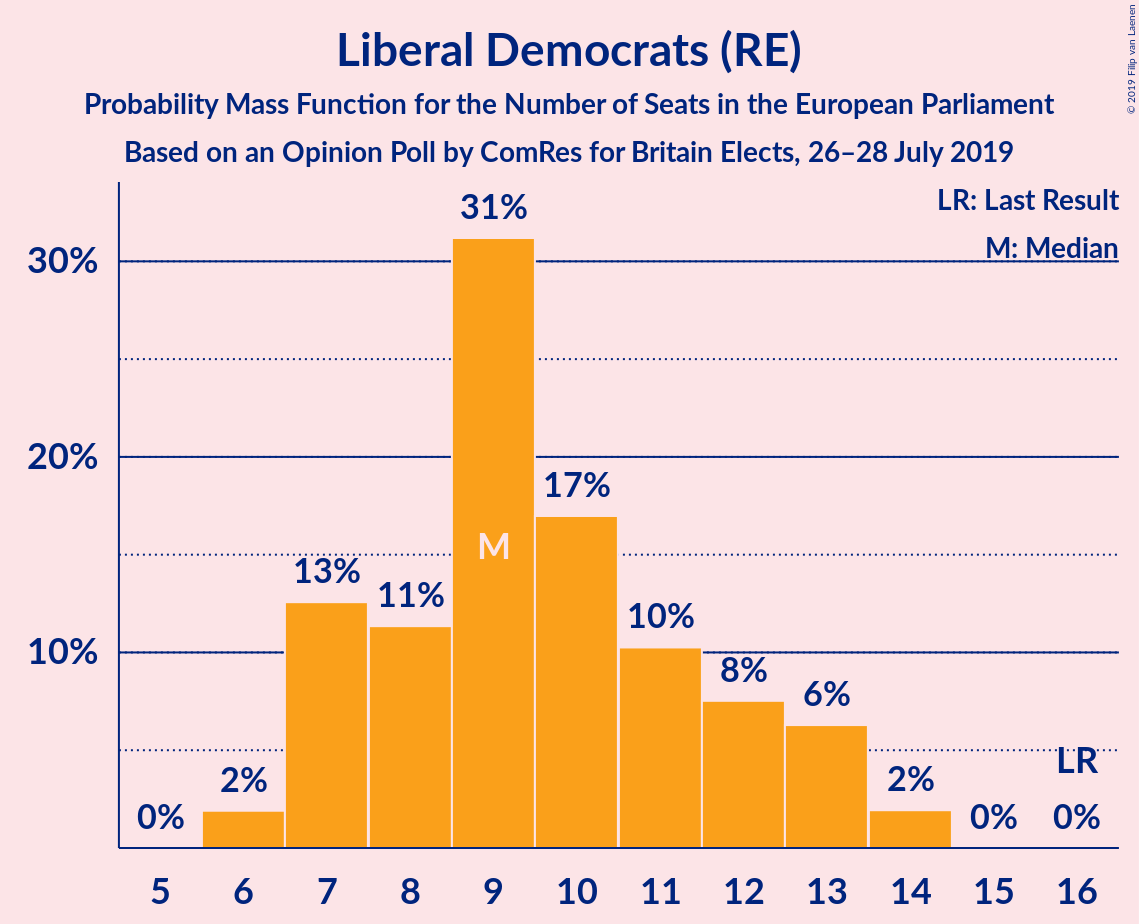 Liberal Democrats (RE)
Probability Mass Function for the Number of Seats in the European Parliament
Based on an Opinion Poll by ComRes for Britain Elects, 26–28 July 2019
© 2019 Filip van Laenen
LR: Last Result
M: Median
30%
20%
10%
0%
2%
13%
11%
31%
M
17%
10%
8%
6%
2%
0%
LR
0%
5 6 7 8 9 10 11 12 13 14 15 16